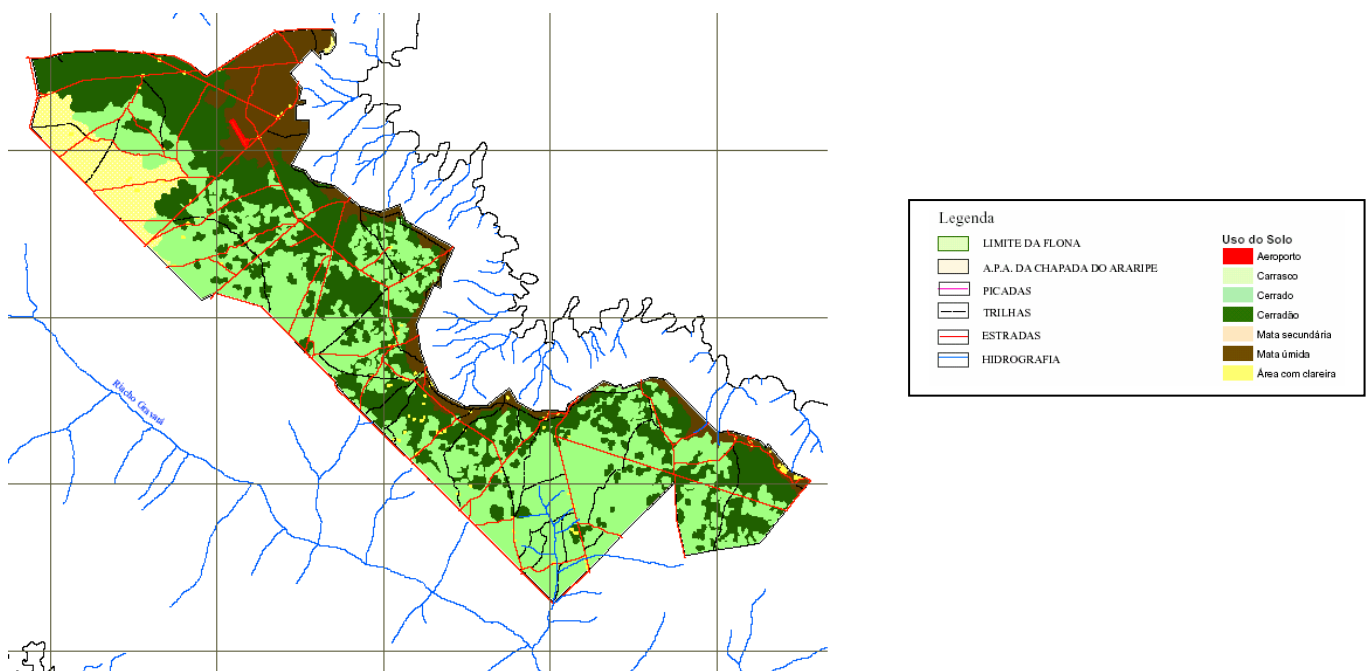 Riacho Gravatá
Legenda
LIMITE DA FLONA
A.P.A. DA CHAPADA DO ARARIPE
PICADAS
TRILHAS
ESTRADAS
HIDROGRAFIA
Uso do Solo
Aeroporto
Carrasco
Cerrado
Cerradão
Mata secundária
Mata úmida
Área com clareira